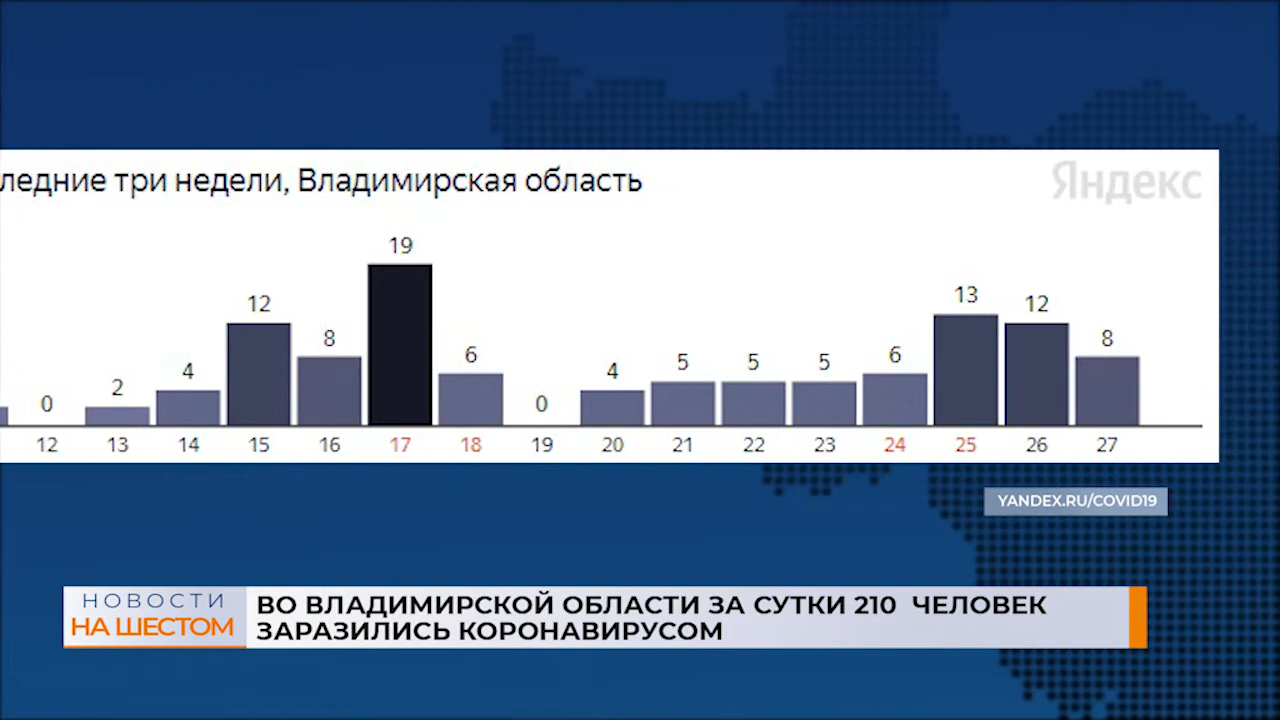 ледние три недели, Владимирская область
Яндекс
19
12
8
4
2
0
6
0
4
5
5
5
6
13
12
8
12 13 14 15 16 17 18 19 20 21 22 23 24 25 26 27
YANDEX.RU/COVID19
НОВОСТИ
НА ШЕСТОМ
ВО ВЛАДИМИРСКОЙ ОБЛАСТИ ЗА СУТКИ 210 ЧЕЛОВЕК
ЗАРАЗИЛИСЬ КОРОНАВИРУСОМ